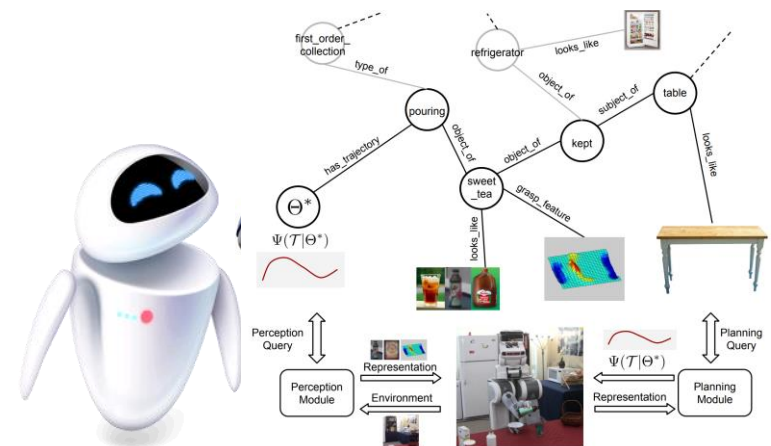 first_order_
collection
refrigerator
looks_like
type_of
object_of
subject_of
table
pouring
has_trajectory
object_of
object_of
kept
looks_like
sweet
_tea
grasp_feature
Θ*
Ψ(𝒯|Θ*)
looks_like
Perception
Query
Planning
Query
Ψ(𝒯|Θ*)
Representation
Perception
Module
Environment
Representation
Planning
Module